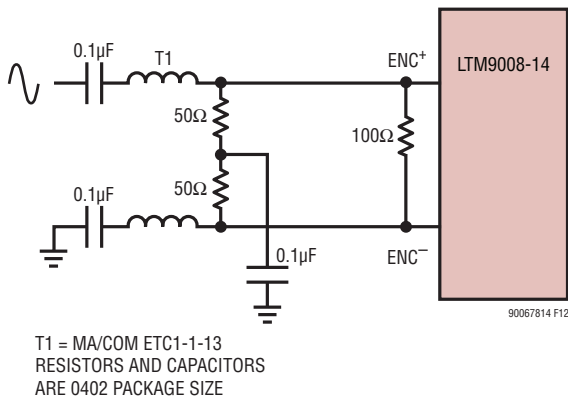 0.1µF
T1
ENC+
LTM9008-14
50Ω
100Ω
50Ω
0.1µF
0.1µF
ENC–
90067814 F12
T1 = MA/COM ETC1-1-13
RESISTORS AND CAPACITORS
ARE 0402 PACKAGE SIZE